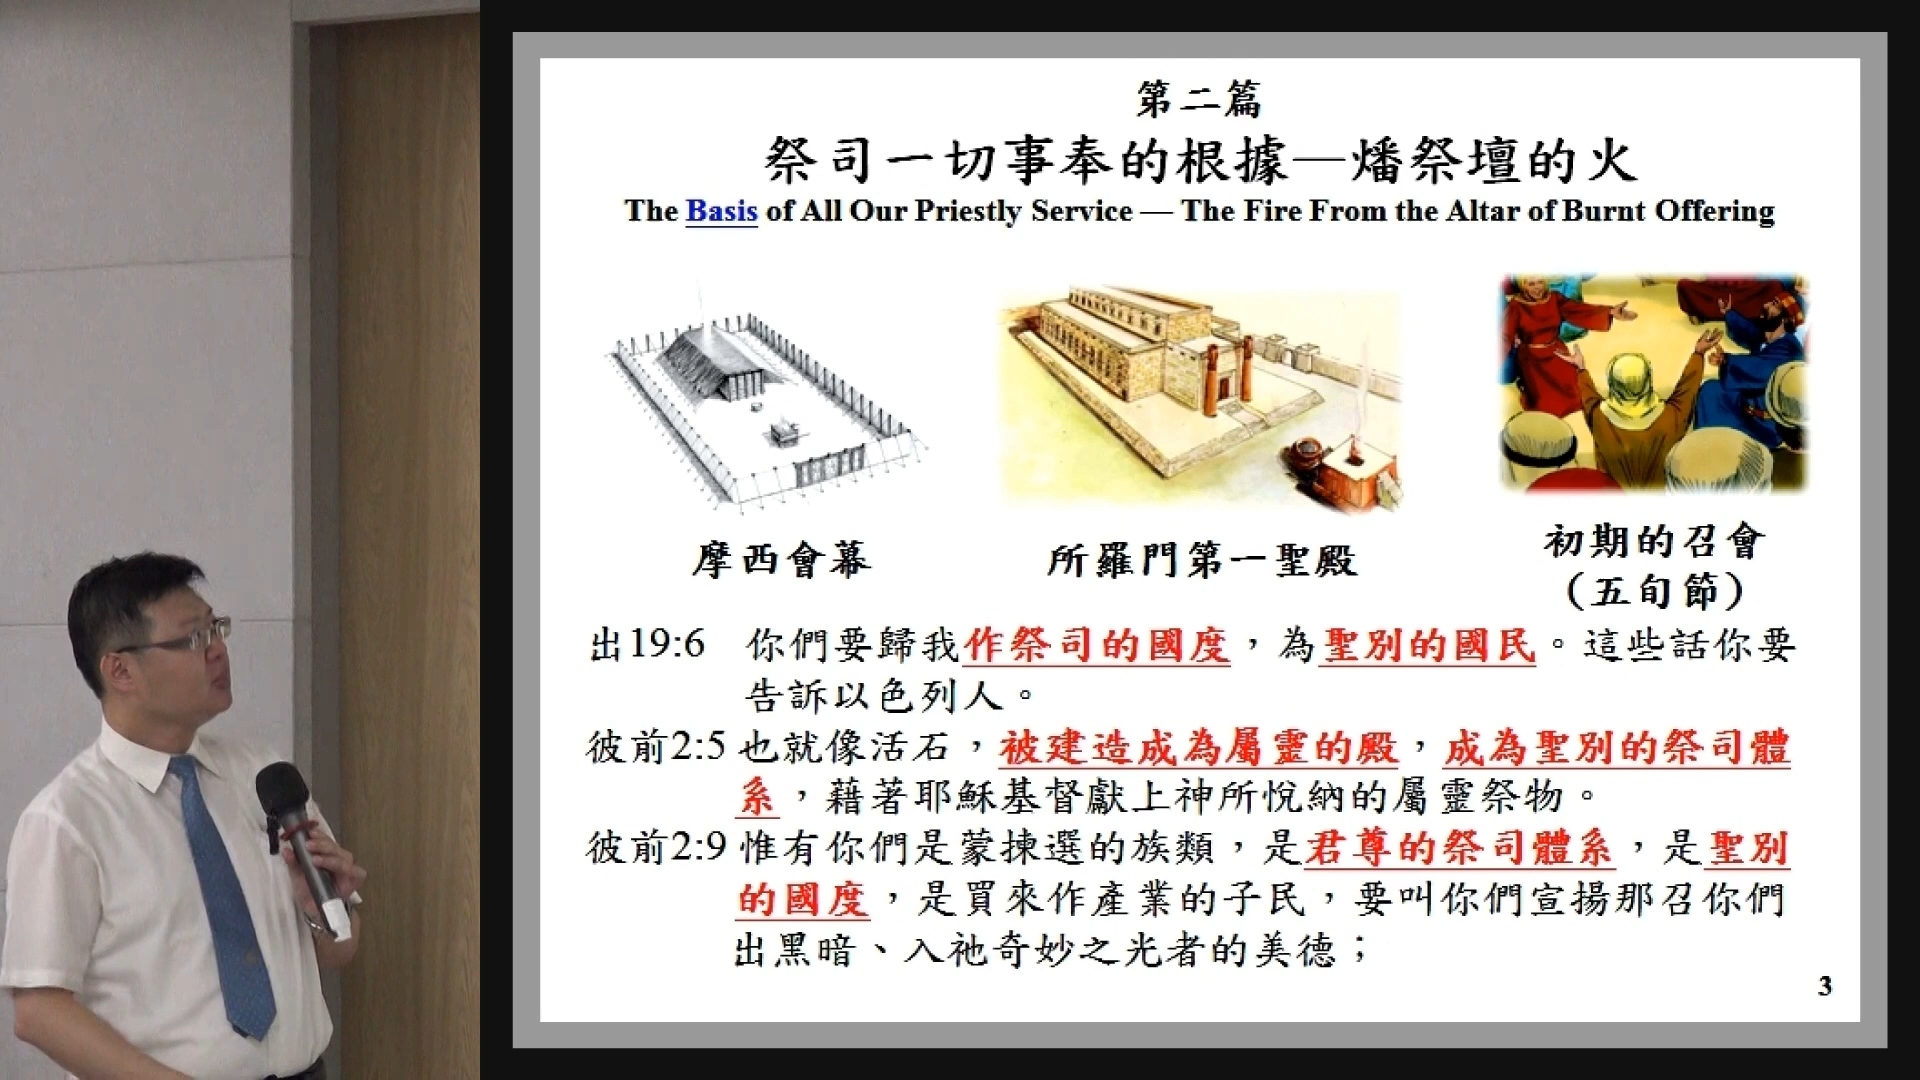 第二篇
祭司一切事奉的根據—燔祭壇的火
The Basis of All Our Priestly Service — The Fire From the Altar of Burnt Offering
摩西會幕
所羅門第一聖殿
初期的召會
（五旬節）
出19:6 你們要歸我作祭司的國度，為聖別的國民。這些話你要
告訴以色列人。
彼前2:5 也就像活石，被建造成為屬靈的殿，成為聖別的祭司體
系，藉著耶穌基督獻上神所悅納的屬靈祭物。
彼前2:9 惟有你們是蒙揀選的族類，是君尊的祭司體系，是聖別
的國度，是買來作產業的子民，要叫你們宣揚那召你們
出黑暗、入祂奇妙之光者的美德；
3